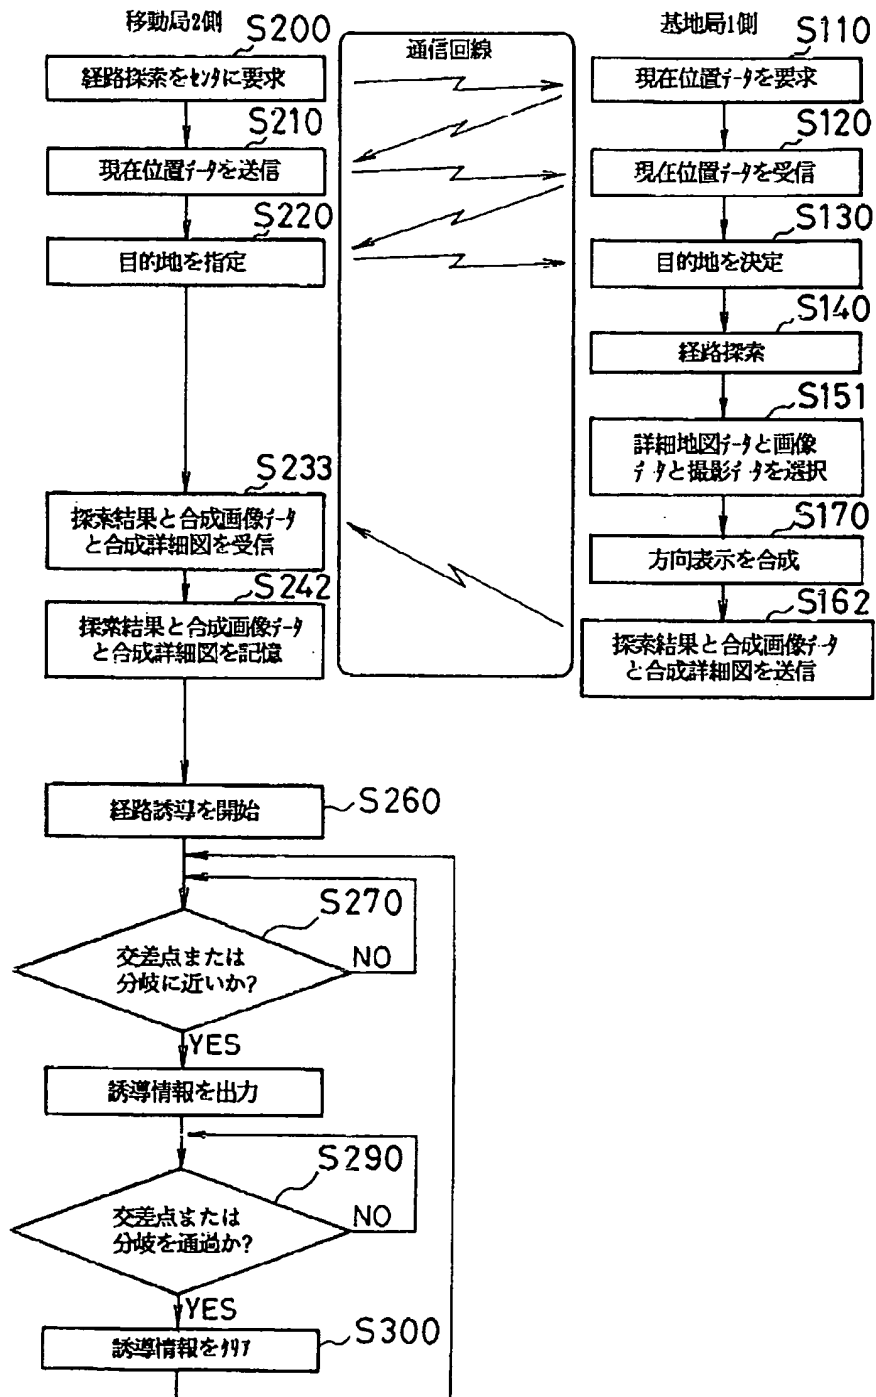 移動局2側
S200
経路探索をｾﾝﾀに要求
S210
現在位置ﾃﾞｰﾀを送信
S220
目的地を指定
S233
探索結果と合成画像ﾃﾞｰﾀ
と合成詳細図を受信
S242
探索結果と合成画像ﾃﾞｰﾀ
と合成詳細図を記憶
S260
経路誘導を開始
S270
交差点または
分岐に近いか?
NO
YES
誘導情報を出力
S290
交差点または
分岐を通過か?
NO
YES
S300
誘導情報をｸﾘｱ
通信回線
基地局1側
S110
現在位置ﾃﾞｰﾀを要求
S120
現在位置ﾃﾞｰﾀを受信
S130
目的地を決定
S140
経路探索
S151
詳細地図ﾃﾞｰﾀと画像
ﾃﾞｰﾀと撮影ﾃﾞｰﾀを選択
S170
方向表示を合成
S162
探索結果と合成画像ﾃﾞｰﾀ
と合成詳細図を送信